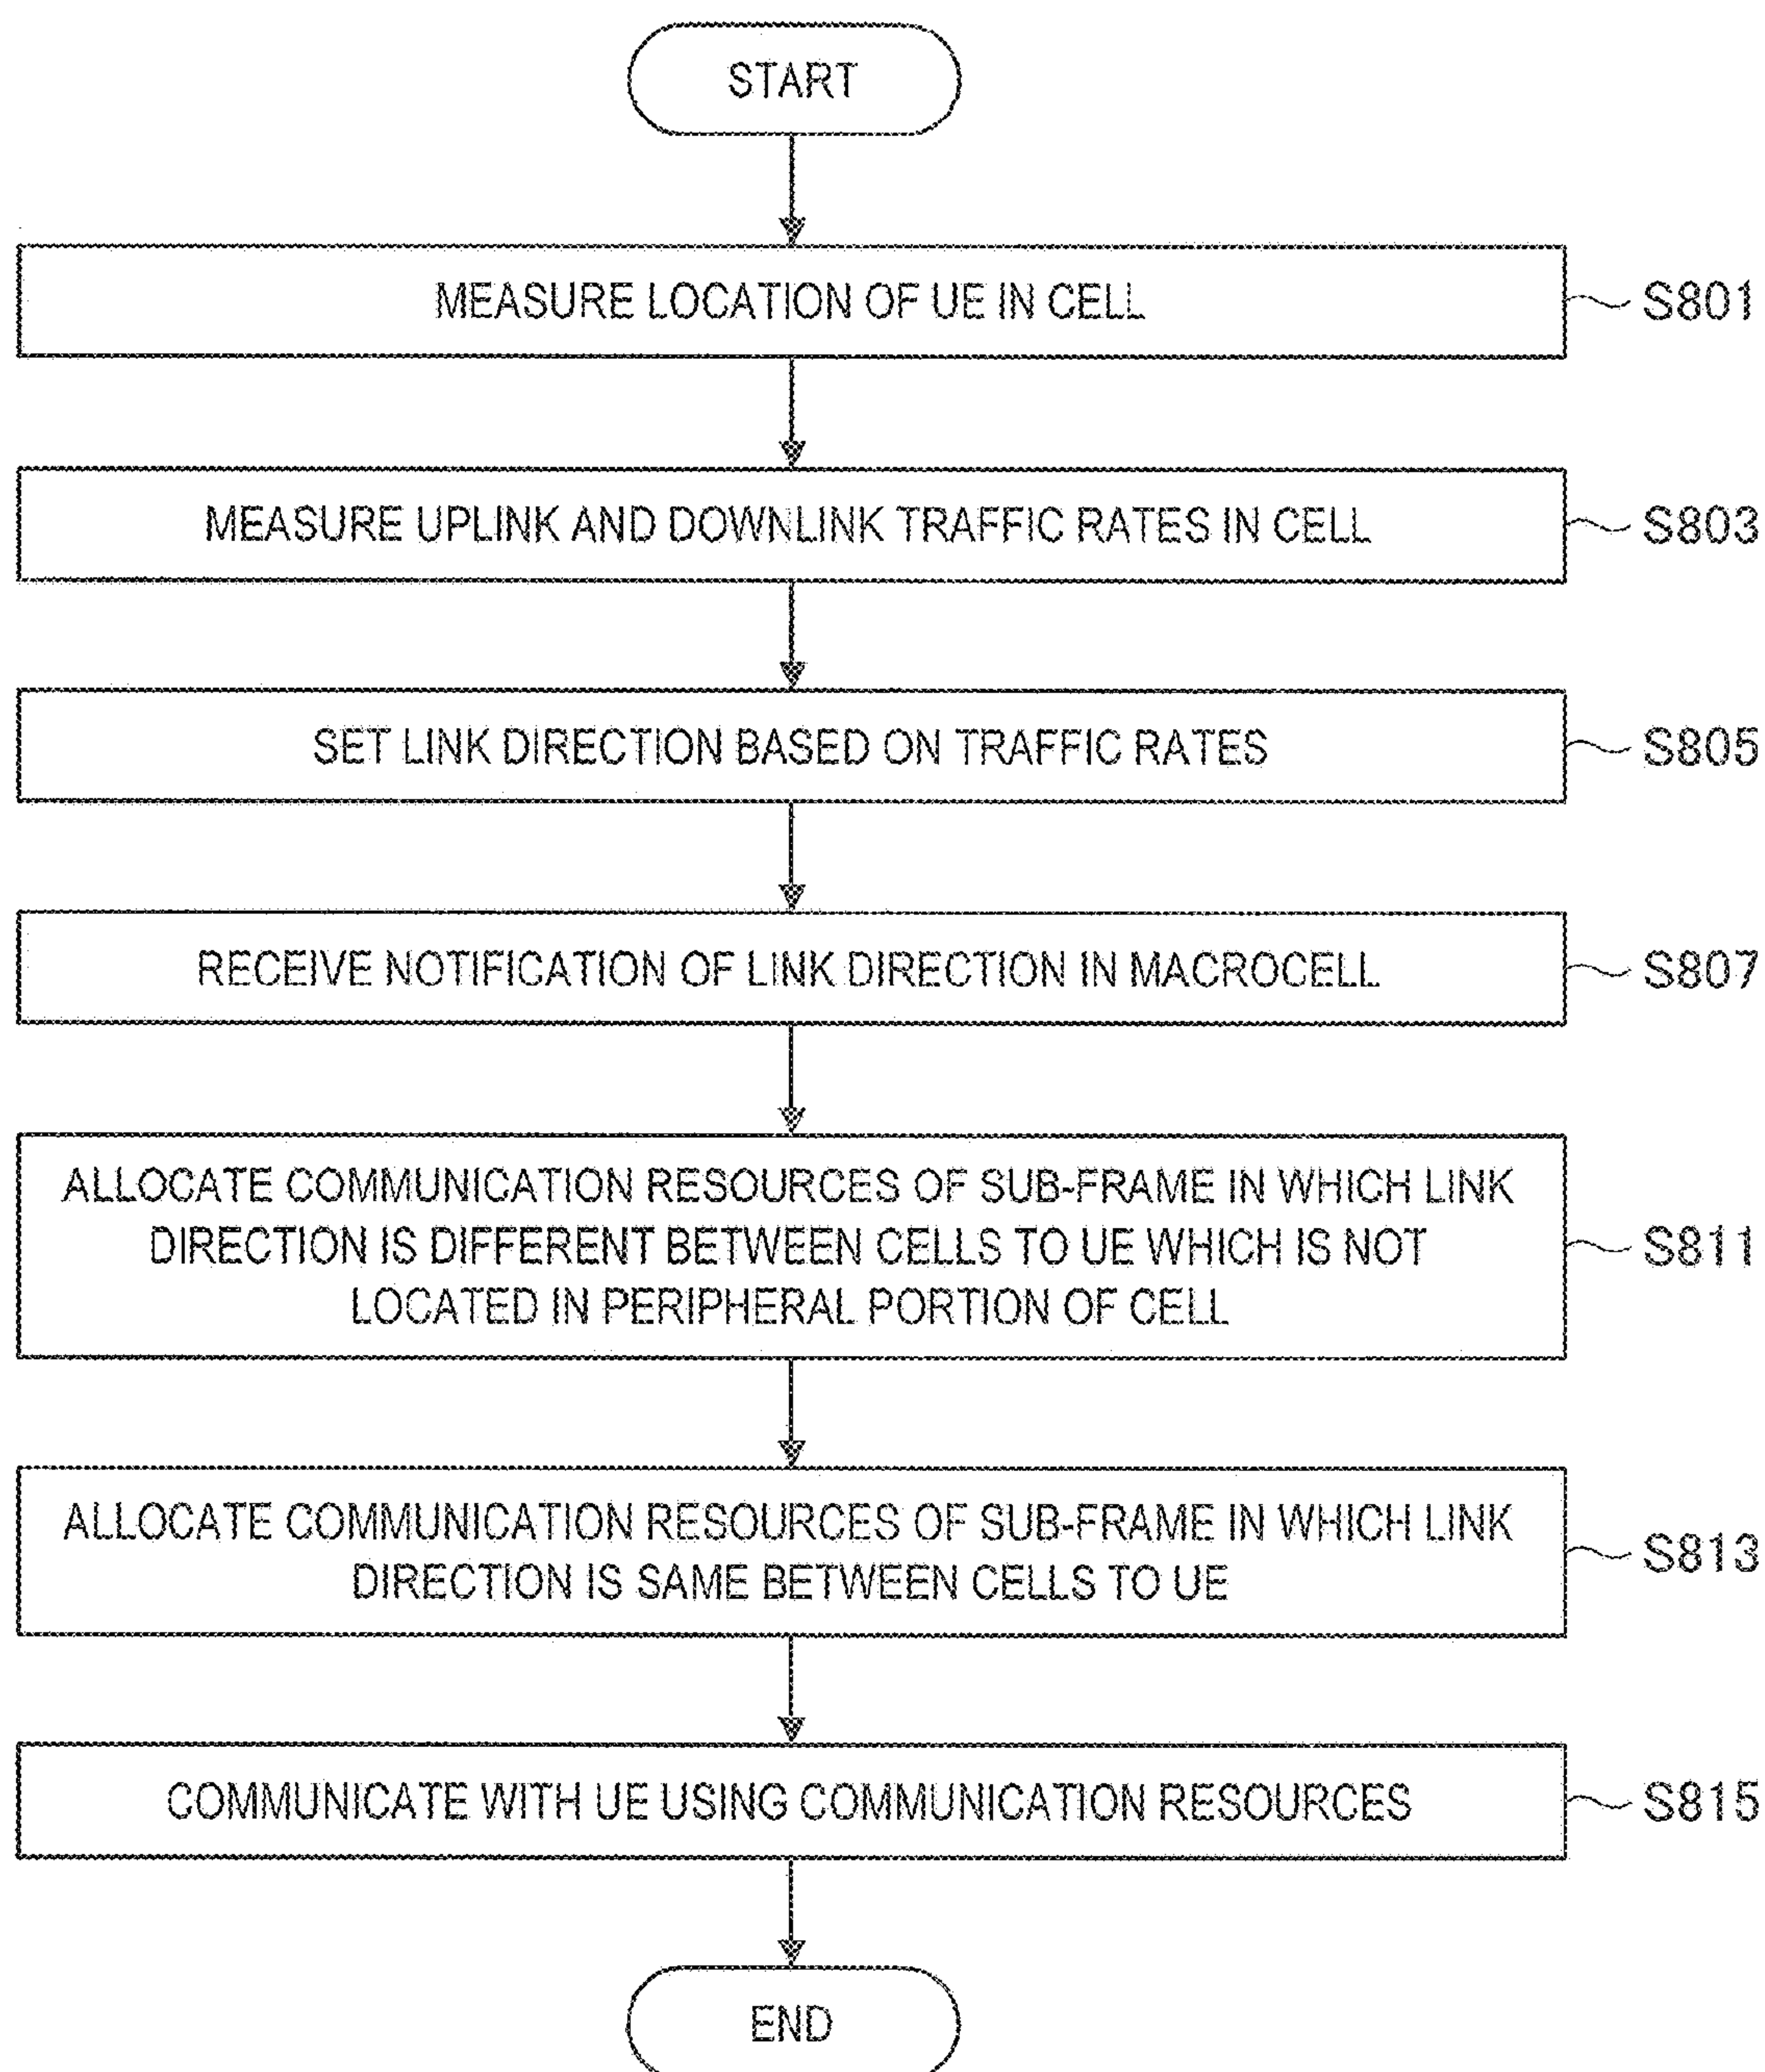 START
MEASURE LOCATION OF UE IN CELL
S801
MEASURE UPLINK AND DOWNLINK TRAFFIC RATES IN CELL
S803
SET LINK DIRECTION BASED ON TRAFFIC RATES
S805
RECEIVE NOTIFICATION OF LINK DIRECTION IN MACROCELL
S807
ALLOCATE COMMUNICATION RESOURCES OF SUB-FRAME IN WHICH LINK
DIRECTION IS DIFFERENT BETWEEN CELLS TO UE WHICH IS NOT
LOCATED IN PERIPHERAL PORTION OF CELL
S811
ALLOCATE COMMUNICATION RESOURCES OF SUB-FRAME IN WHICH LINK
DIRECTION IS SAME BETWEEN CELLS TO UE
S813
COMMUNICATE WITH UE USING COMMUNICATION RESOURCES
S815
END